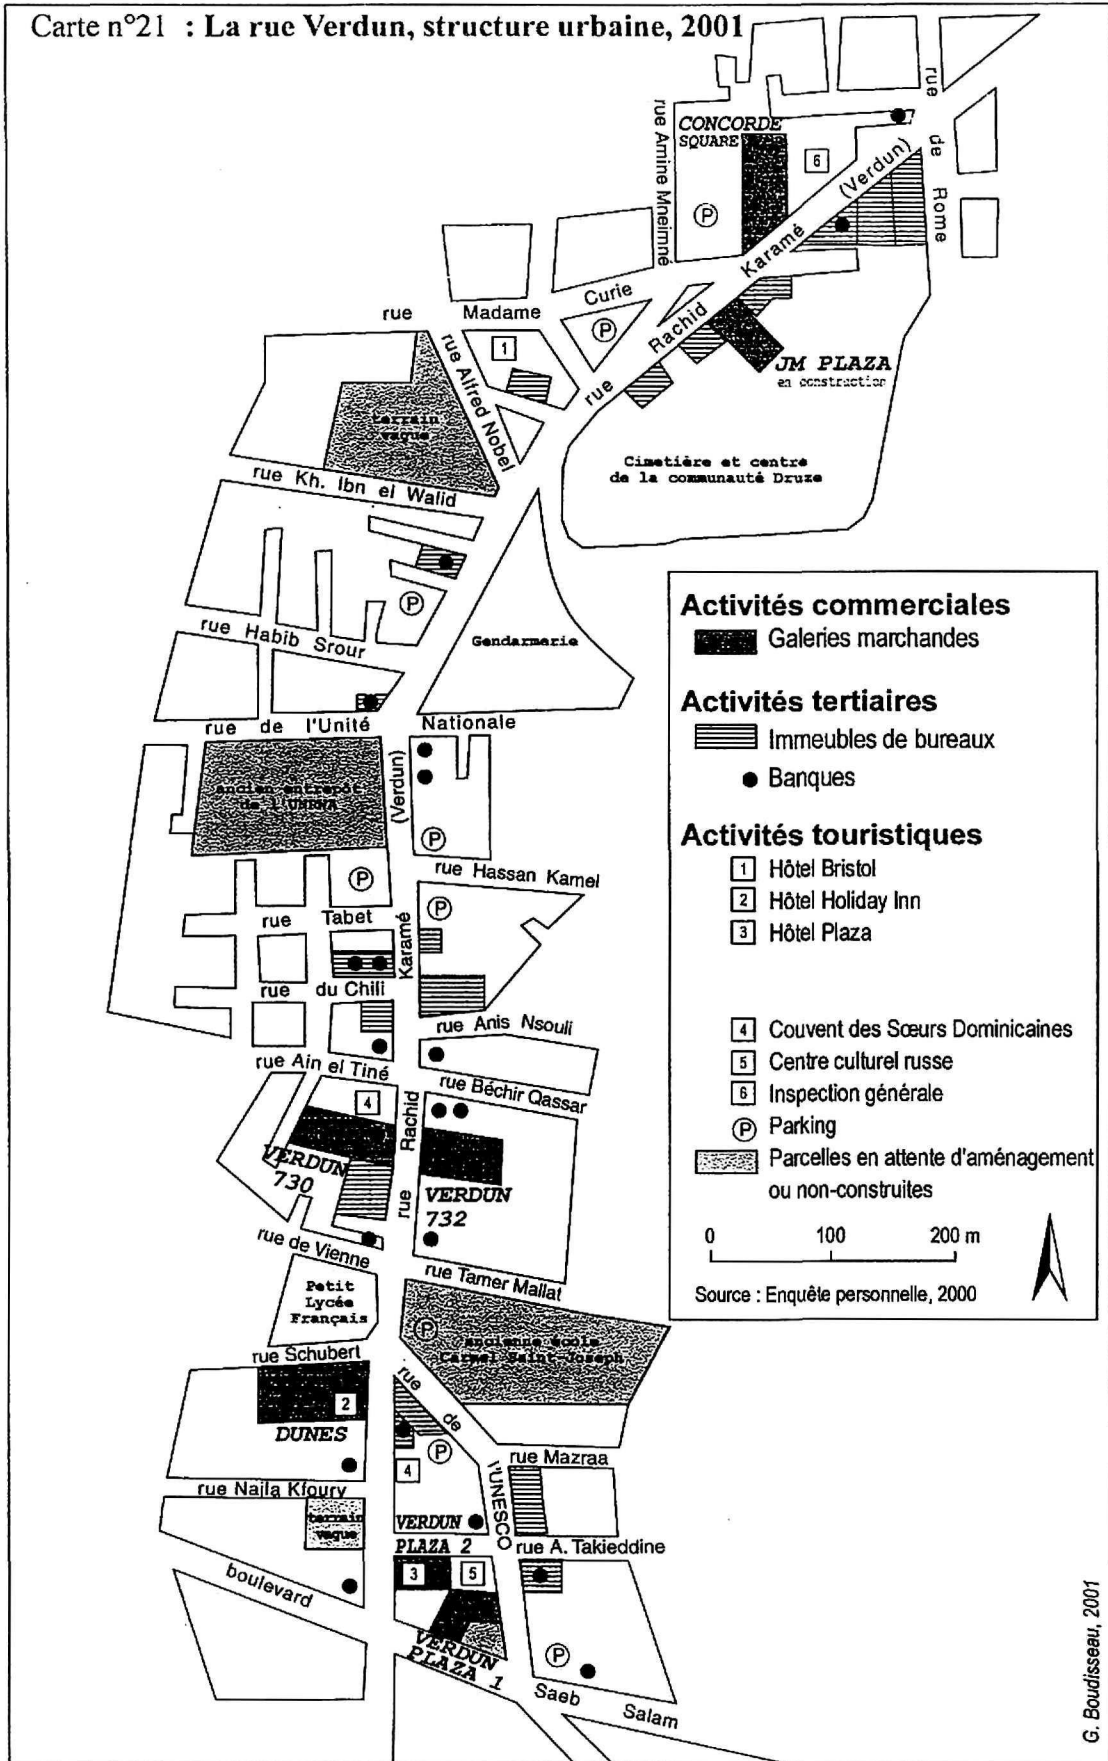 Carte n°21 : La rue Verdun, structure urbaine, 2001
rue de Rome
rue Amine Mneimné
CONCORDE
SQUARE
6
P
rue Rachid Karamé (Verdun)
rue Madame Curie
P
1
rue Alfred Nobel
JM PLAZA
en construction
terrain
vague
Cimetière et centre
de la communauté Druze
rue Kh. Ibn el Walid
P
rue Habib Srour
Gendarmerie
rue de l'Unité Nationale
ancien entrepôt
de l'UNRWA
P
rue Hassan Kamel
P
P
rue Tabet
rue du Chili
rue Anis Nsouli
rue Ain el Tiné
rue Béchir Qassar
rue Rachid Karamé (Verdun)
4
VERDUN
730
VERDUN
732
rue de Vienne
rue Tamer Mallat
Petit
Lycée
Français
P
ancienne école
Carmel Saint-Joseph
rue Schubert
2
DUNES
rue de l'UNESCO
P
4
rue Mazraa
rue Najla Kfoury
terrain
vague
VERDUN
PLAZA 2
rue A. Takieddine
3
5
VERDUN
PLAZA 1
P
boulevard Saeb Salam
Activités commerciales
Galeries marchandes
Activités tertiaires
Immeubles de bureaux
Banques
Activités touristiques
1 Hôtel Bristol
2 Hôtel Holiday Inn
3 Hôtel Plaza
4 Couvent des Sœurs Dominicaines
5 Centre culturel russe
6 Inspection générale
P Parking
Parcelles en attente d'aménagement
ou non-construites
0 100 200 m
Source : Enquête personnelle, 2000
G. Boudisseau, 2001